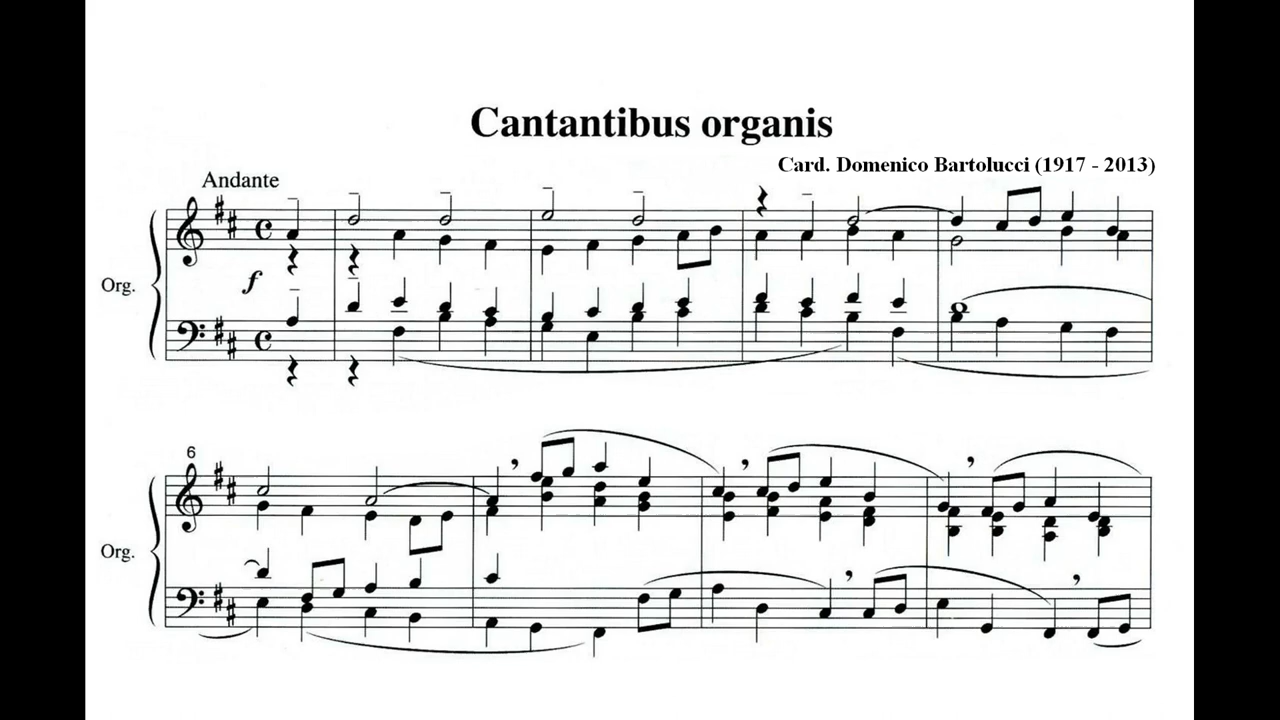 Cantantibus organis
Card. Domenico Bartolucci (1917 - 2013)
Andante
Org.
f
6
Org.